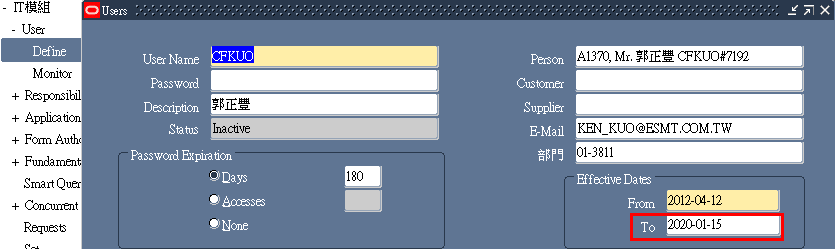 - IT模組
- User
Define
Monitor
+ Responsibil
+ Application
+ Form Autho
+ Fundament
Smart Quer
+ Concurrent
Requests
Users
User Name CFKUO
Password
Description 郭正豐
Status Inactive
Password Expiration
Days 180
Accesses
None
Person A1370, Mr. 郭正豐 CFKUO#7192
Customer
Supplier
E-Mail KEN_KUO@ESMT.COM.TW
部門 01-3811
Effective Dates
From 2012-04-12
To 2020-01-15